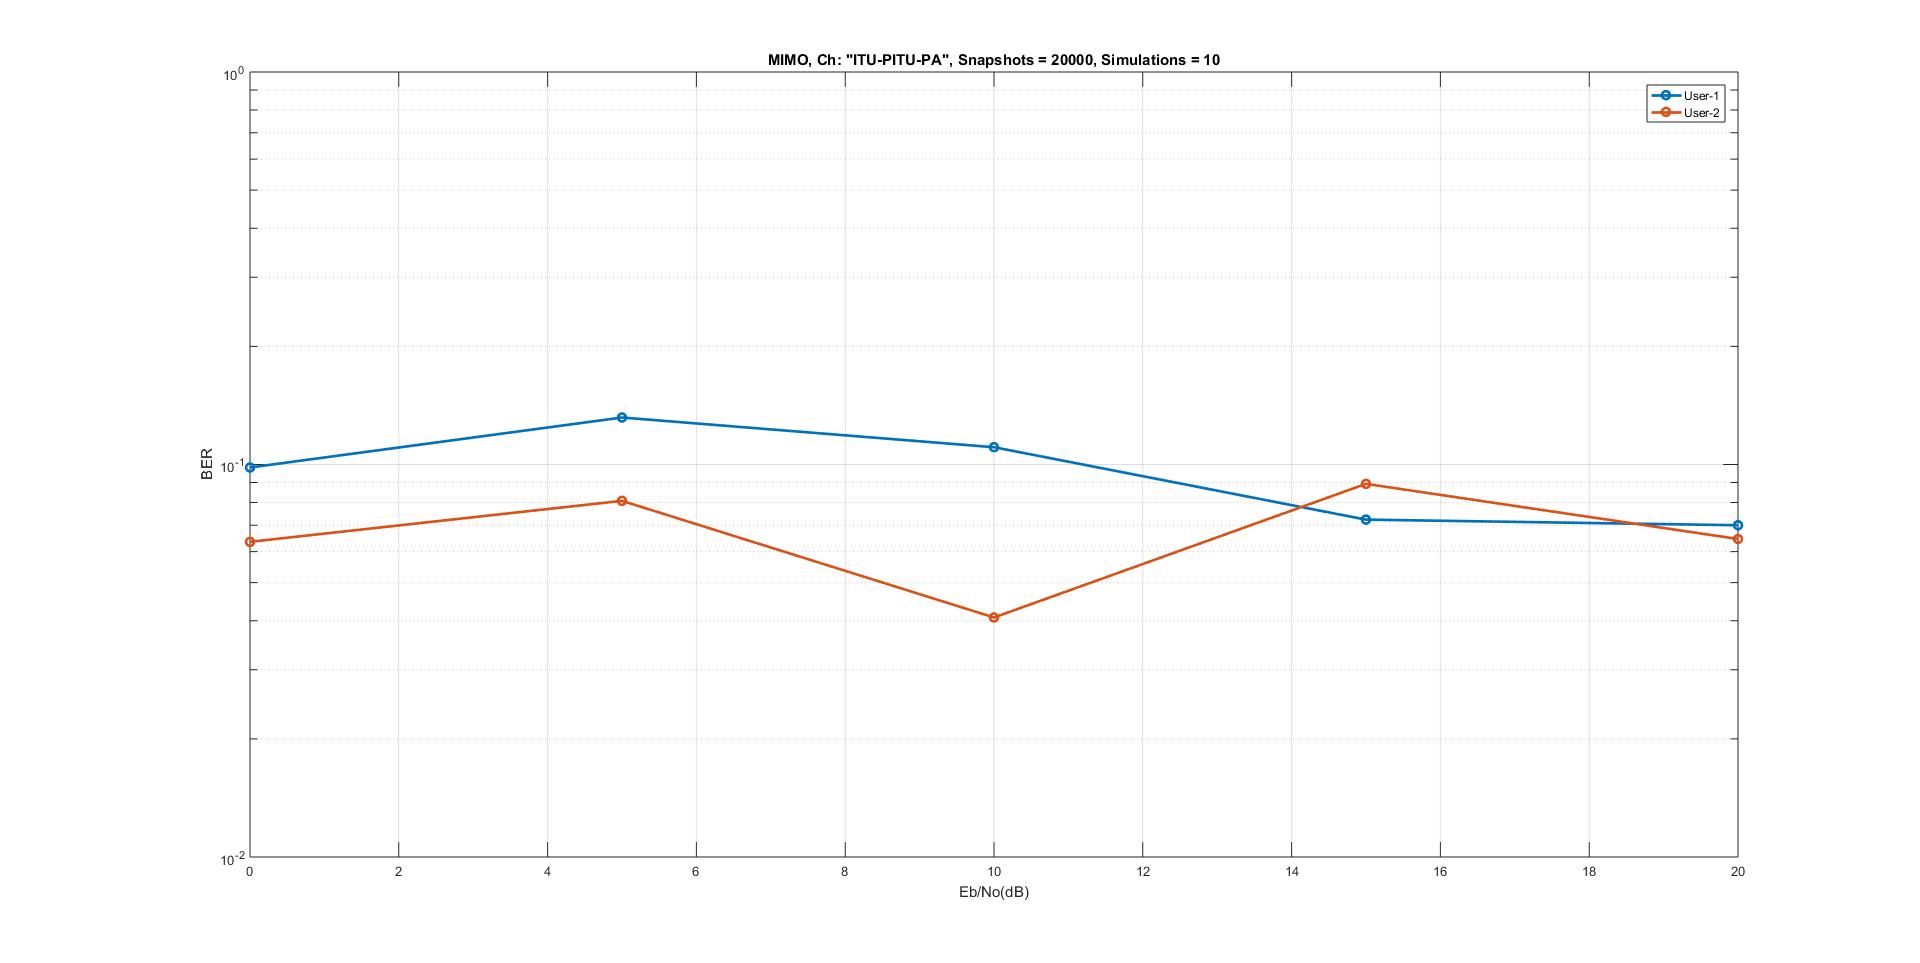 MIMO, Ch: "ITU-PITU-PA", Snapshots = 20000, Simulations = 10
10^0
User-1
User-2
BER
10^-1
10^-2
0 2 4 6 8 10 12 14 16 18 20
Eb/No(dB)